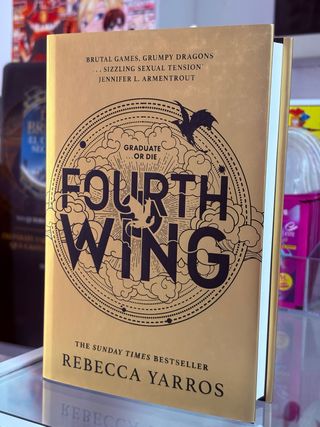 BRUTAL GAMES, GRUMPY DRAGONS
. . . SIZZLING SEXUAL TENSION
JENNIFER L. ARMENTROUT
GRADUATE
. . . OR DIE
FOURTH
WING
THE SUNDAY TIMES BESTSELLER
REBECCA YARROS